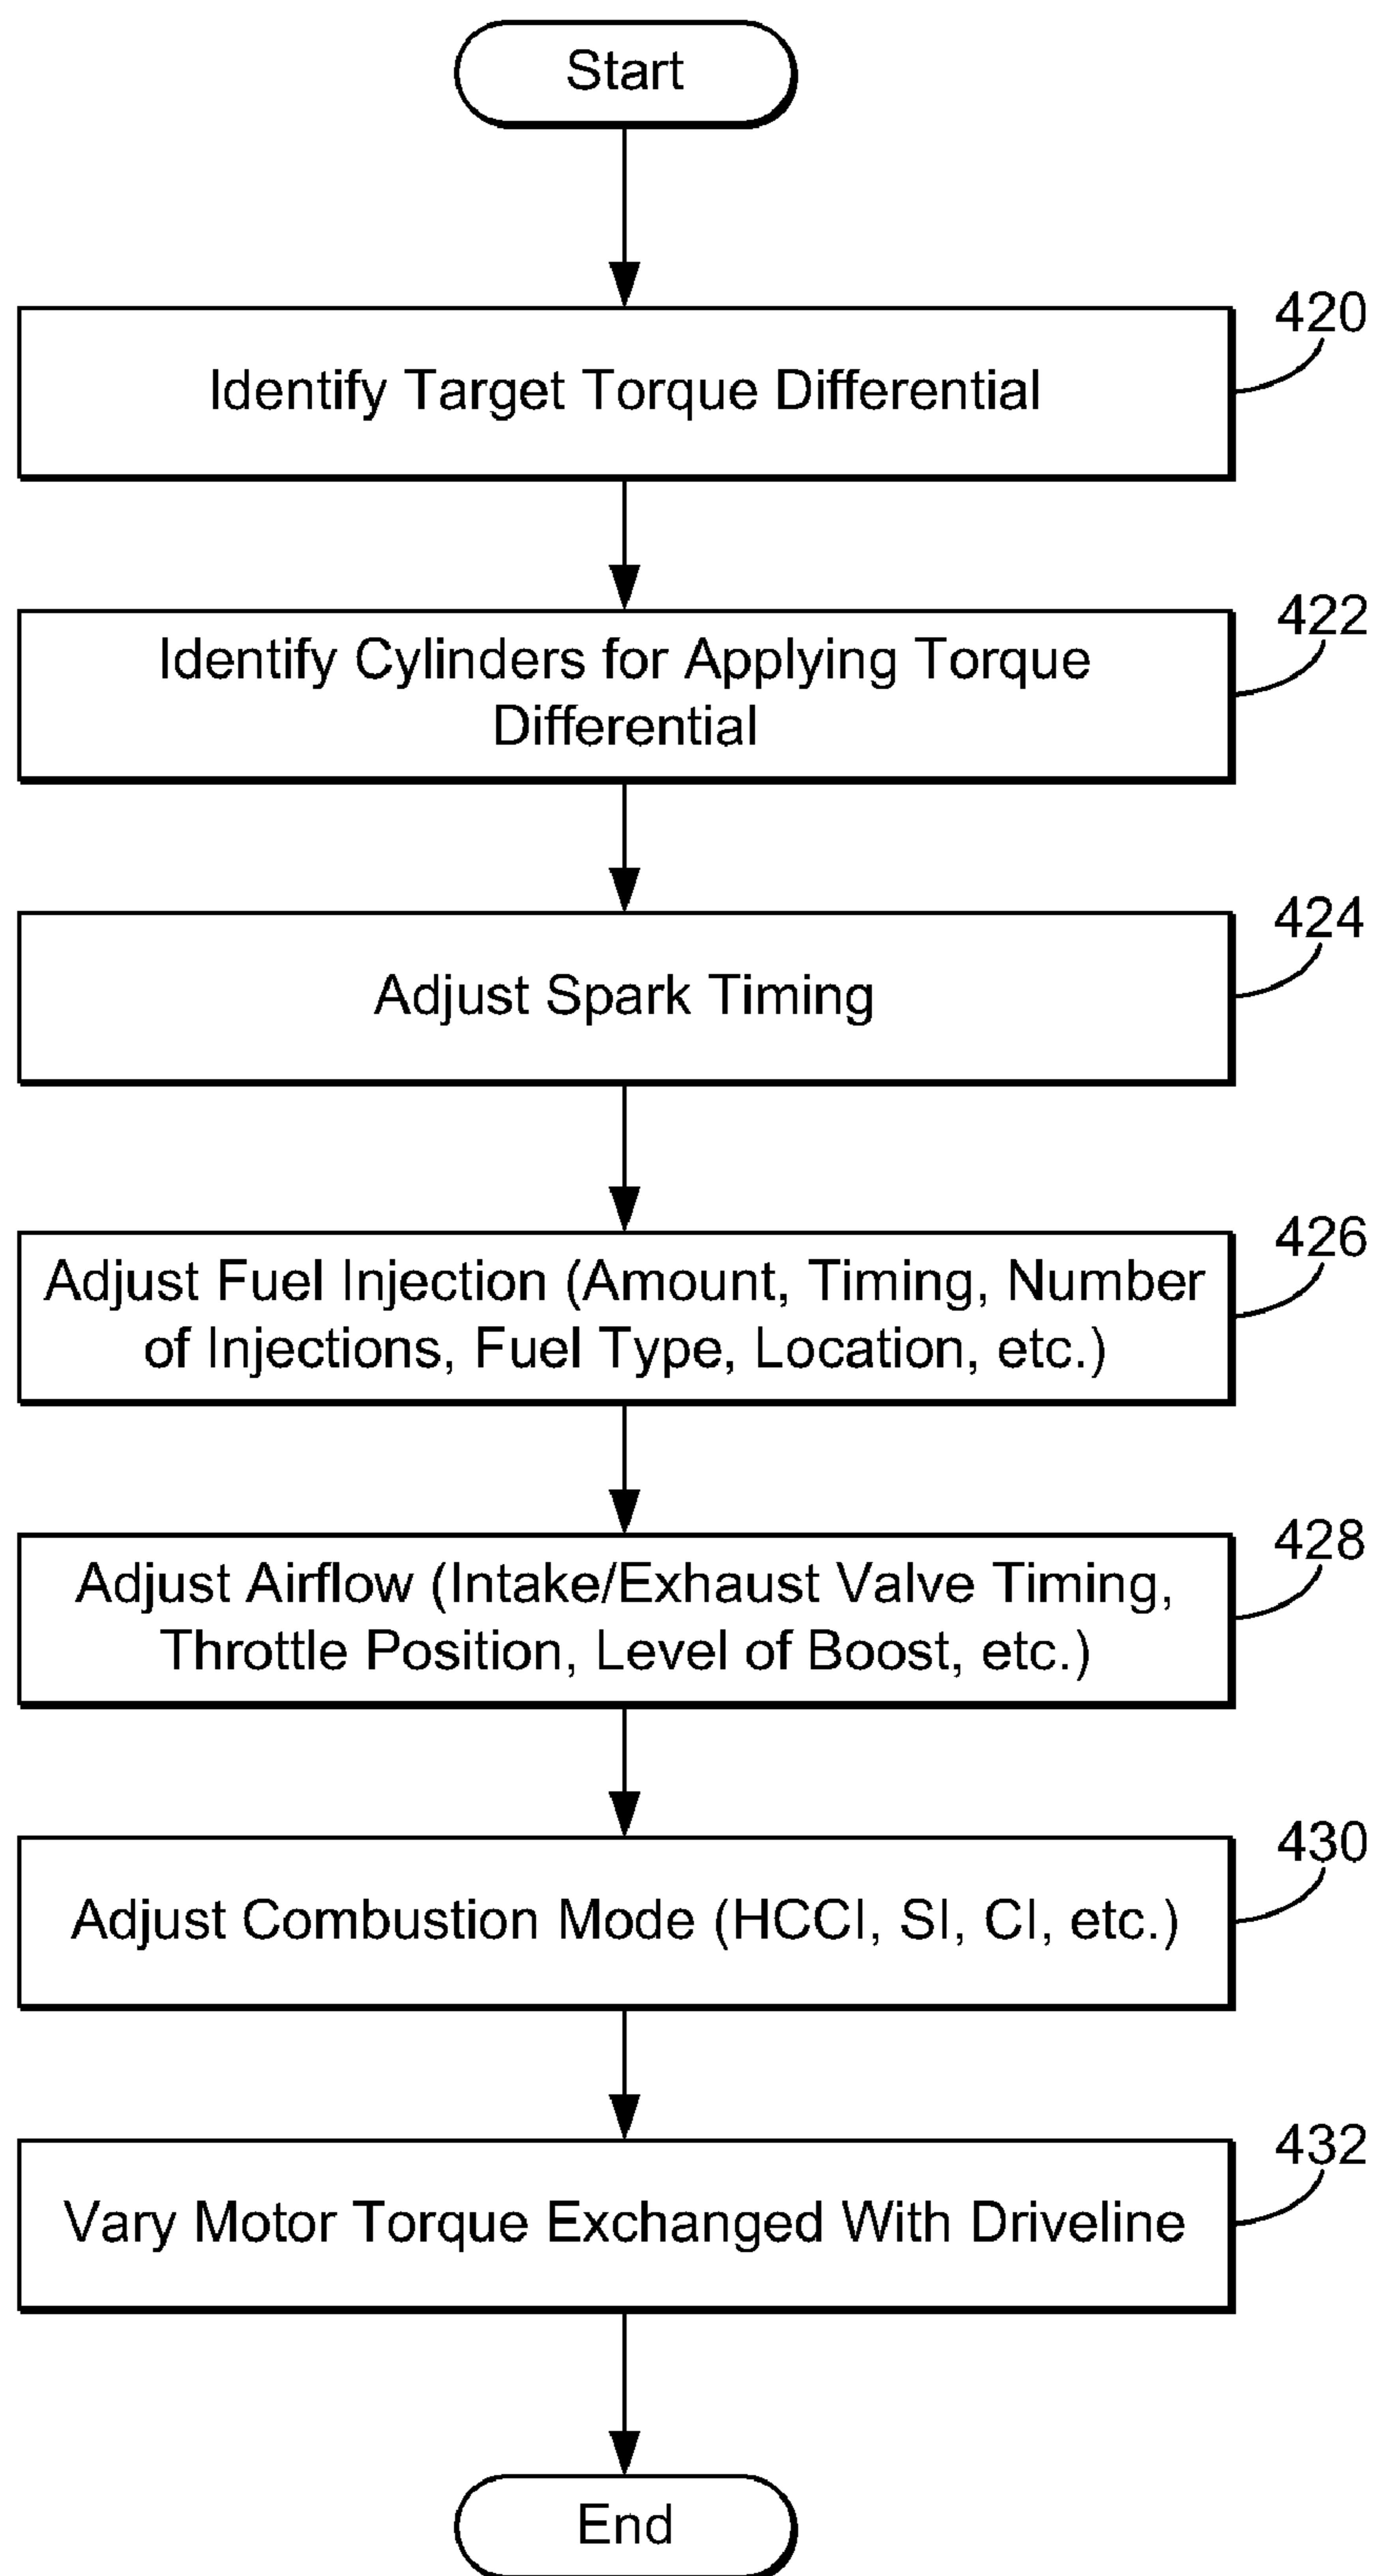 Start
420
Identify Target Torque Differential
422
Identify Cylinders for Applying Torque
Differential
424
Adjust Spark Timing
426
Adjust Fuel Injection (Amount, Timing, Number
of Injections, Fuel Type, Location, etc.)
428
Adjust Airflow (Intake/Exhaust Valve Timing,
Throttle Position, Level of Boost, etc.)
430
Adjust Combustion Mode (HCCI, SI, CI, etc.)
432
Vary Motor Torque Exchanged With Driveline
End